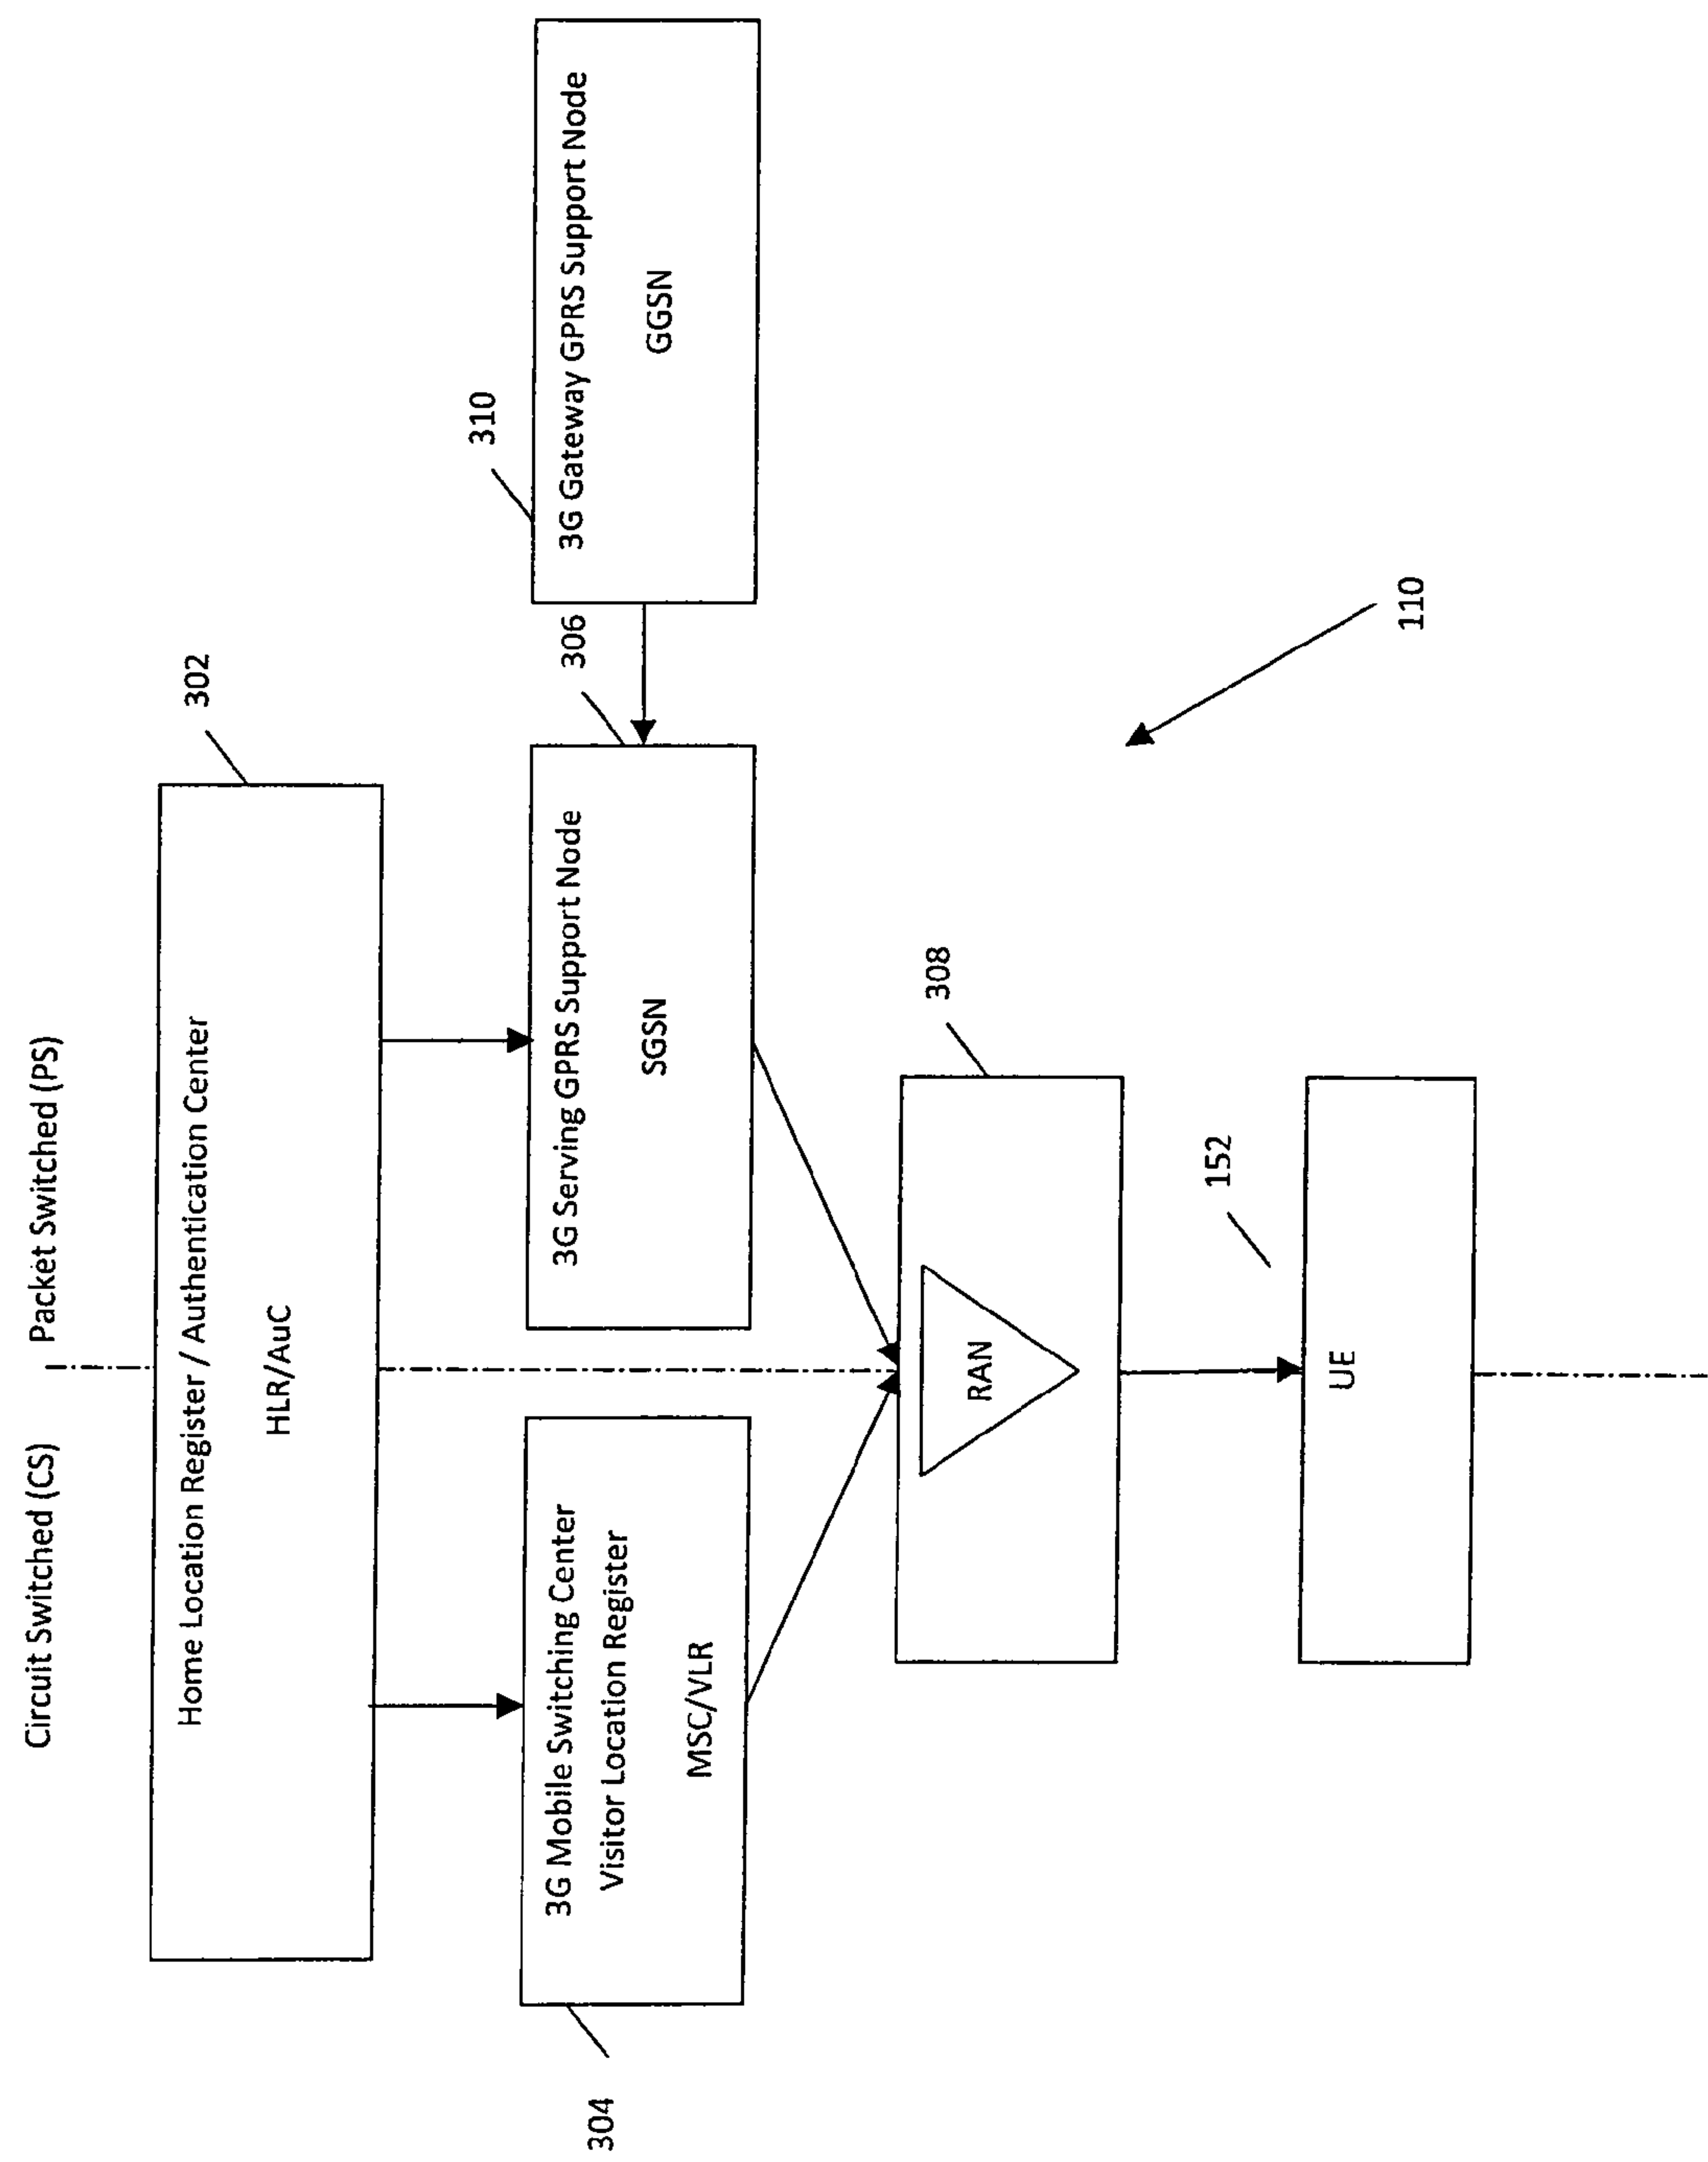 Circuit Switched (CS)
Packet Switched (PS)
302
Home Location Register / Authentication Center
HLR/AuC
304
3G Mobile Switching Center
Visitor Location Register
MSC/VLR
306
3G Serving GPRS Support Node
SGSN
310
3G Gateway GPRS Support Node
GGSN
308
RAN
152
UE
110